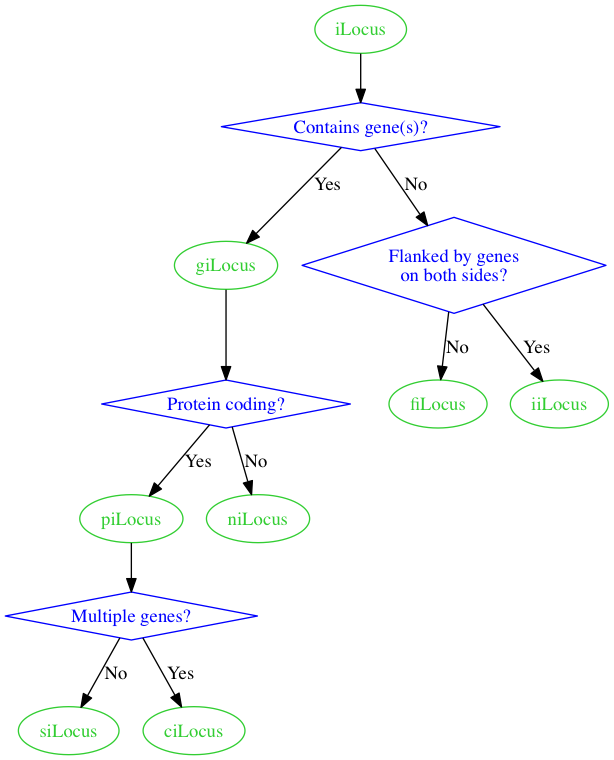 iLocus
Contains gene(s)?
Yes
No
giLocus
Flanked by genes
on both sides?
No
Yes
Protein coding?
fiLocus
iiLocus
Yes
No
piLocus
niLocus
Multiple genes?
No
Yes
siLocus
ciLocus